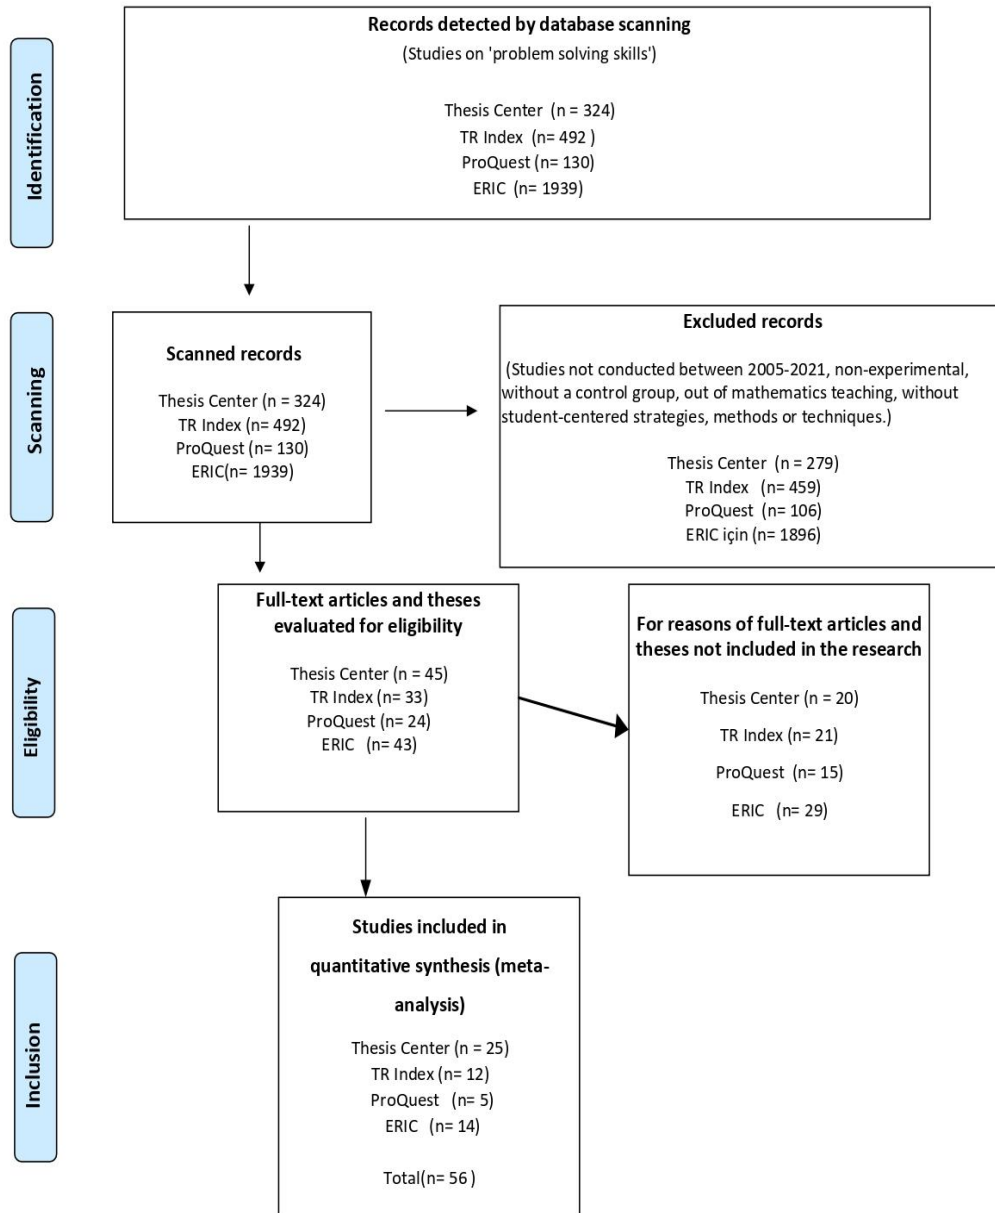 Identification
Records detected by database scanning
(Studies on 'problem solving skills')
Thesis Center (n = 324)
TR Index (n= 492 )
ProQuest (n= 130)
ERIC (n= 1939)
Scanning
Scanned records
Thesis Center (n = 324)
TR Index (n= 492)
ProQuest (n= 130)
ERIC(n= 1939)
Excluded records
(Studies not conducted between 2005-2021, non-experimental,
without a control group, out of mathematics teaching, without
student-centered strategies, methods or techniques.)
Thesis Center (n = 279)
TR Index (n= 459)
ProQuest (n= 106)
ERIC için (n= 1896)
Eligibility
Full-text articles and theses
evaluated for eligibility
Thesis Center (n = 45)
TR Index (n= 33)
ProQuest (n= 24)
ERIC (n= 43)
For reasons of full-text articles and
theses not included in the research
Thesis Center (n = 20)
TR Index (n= 21)
ProQuest (n= 15)
ERIC (n= 29)
Inclusion
Studies included in
quantitative synthesis (meta-
analysis)
Thesis Center (n = 25)
TR Index (n= 12)
ProQuest (n= 5)
ERIC (n= 14)
Total(n= 56 )